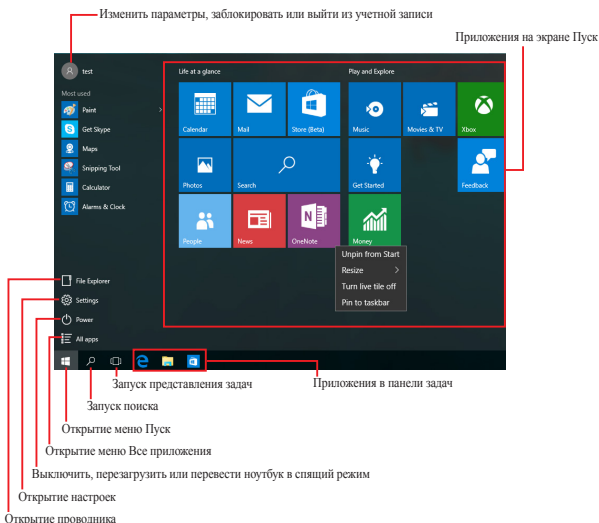 Изменить параметры, заблокировать или выйти из учетной записи
Приложения на экране Пуск
test
Life at a glance
Play and Explore
Most used
Paint
Get Skype
Maps
Snipping Tool
Calculator
Alarms & Clock
Calendar
Mail
Store (Beta)
Music
Movies & TV
Xbox
Photos
Search
Get Started
Feedback
People
News
OneNote
Money
Unpin from Start
Resize
Turn live tile off
Pin to taskbar
File Explorer
Settings
Power
All apps
Запуск представления задач
Приложения в панели задач
Запуск поиска
Открытие меню Пуск
Открытие меню Все приложения
Выключить, перезагрузить или перевести ноутбук в спящий режим
Открытие настроек
Открытие проводника